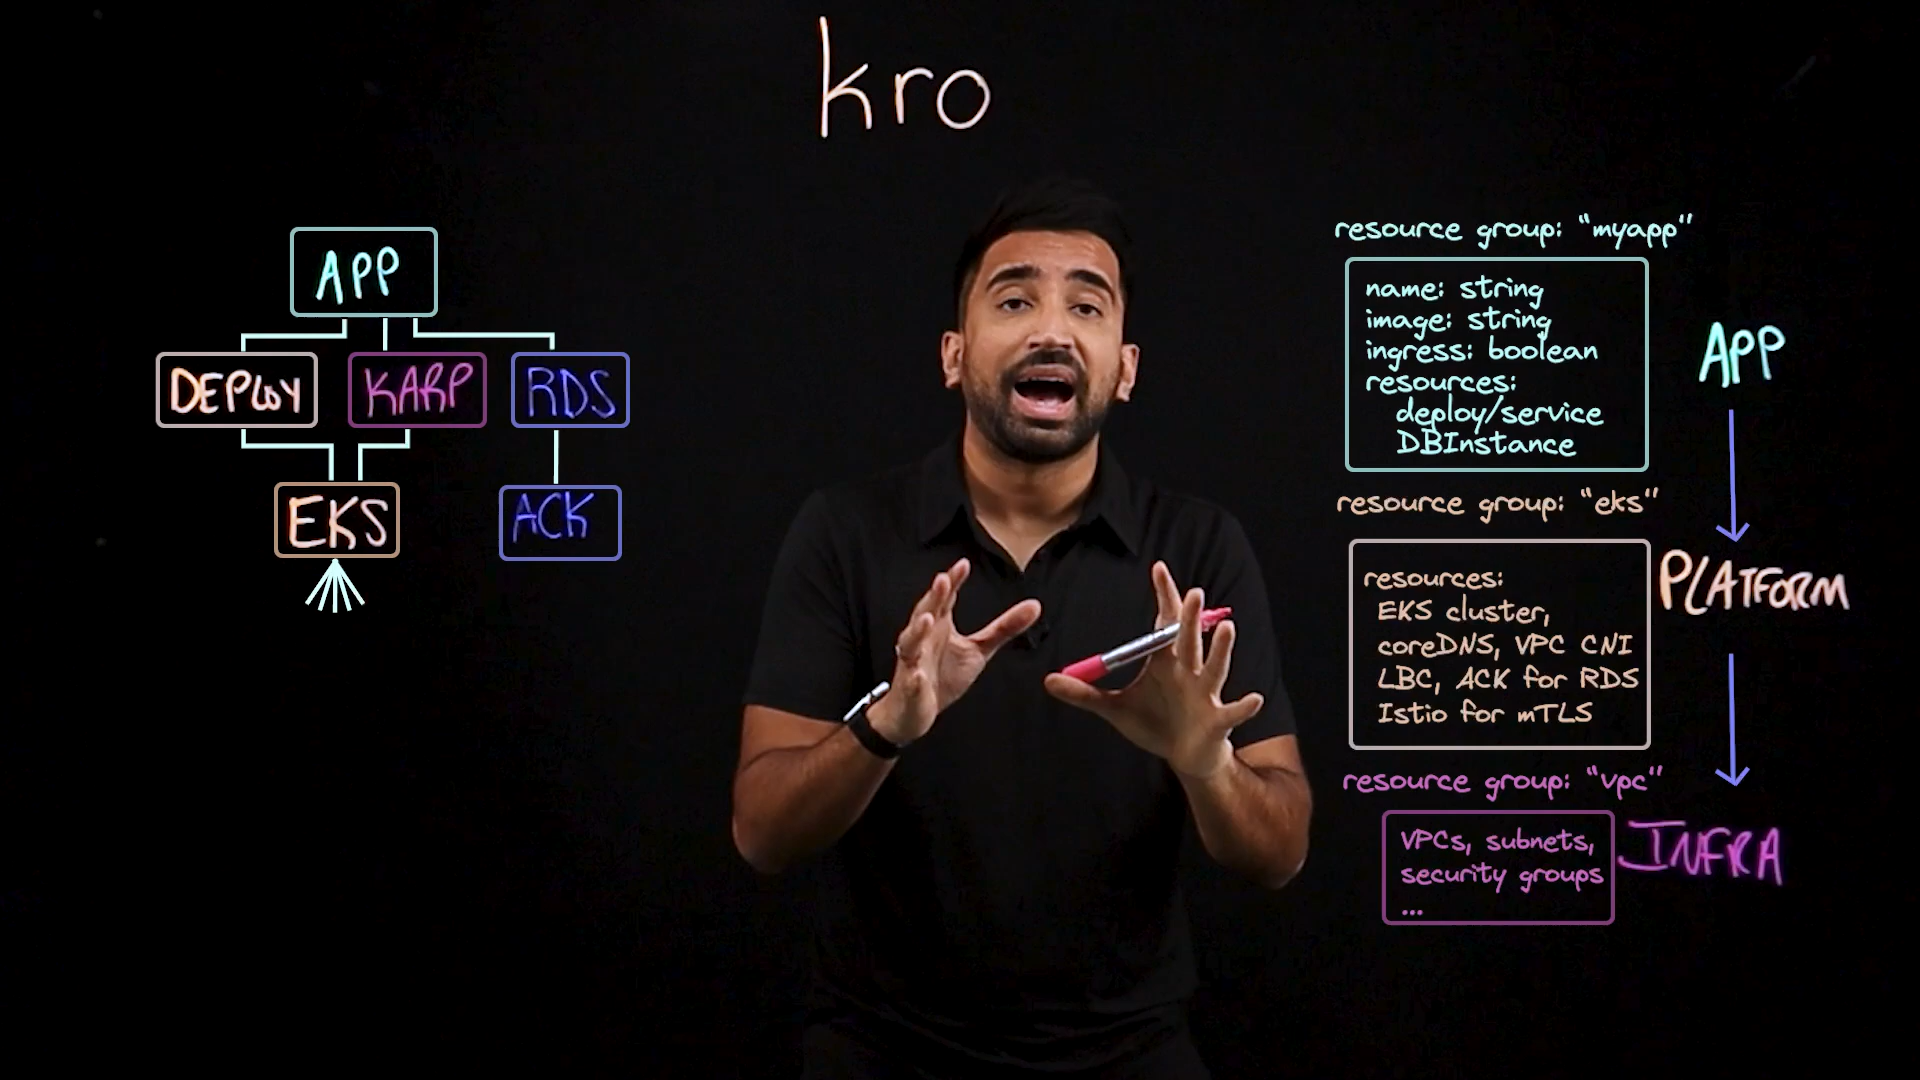 kro
APP
DEPLOY
KARP
RDS
EKS
ACK
resource group: "myapp"
name: string
image: string
ingress: boolean
resources:
deploy/service
DBInstance
APP
resource group: "eks"
resources:
EKS cluster,
coreDNS, VPC CNI
LBC, ACK for RDS
Istio for mTLS
PLATFORM
resource group: "vpc"
VPCs, subnets,
security groups
...
INFRA